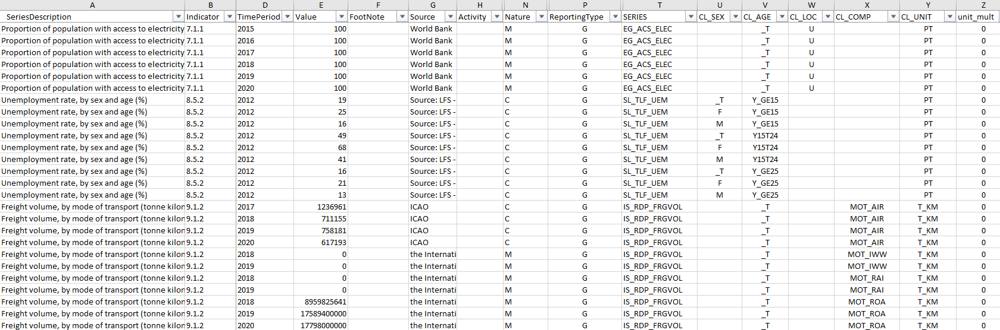 A B D E F G H N P T U V W X Y Z
SeriesDescription Indicator TimePeriod Value FootNote Source Activity Nature ReportingType SERIES CL_SEX CL_AGE CL_LOC CL_COMP CL_UNIT unit_mult
Proportion of population with access to electricity 7.1.1 2015 100 World Bank M G EG_ACS_ELEC _T U PT 0
Proportion of population with access to electricity 7.1.1 2016 100 World Bank M G EG_ACS_ELEC _T U PT 0
Proportion of population with access to electricity 7.1.1 2017 100 World Bank M G EG_ACS_ELEC _T U PT 0
Proportion of population with access to electricity 7.1.1 2018 100 World Bank M G EG_ACS_ELEC _T U PT 0
Proportion of population with access to electricity 7.1.1 2019 100 World Bank M G EG_ACS_ELEC _T U PT 0
Proportion of population with access to electricity 7.1.1 2020 100 World Bank M G EG_ACS_ELEC _T U PT 0
Unemployment rate, by sex and age (%) 8.5.2 2012 19 Source: LFS - C G SL_TLF_UEM _T Y_GE15 PT 0
Unemployment rate, by sex and age (%) 8.5.2 2012 25 Source: LFS - C G SL_TLF_UEM F Y_GE15 PT 0
Unemployment rate, by sex and age (%) 8.5.2 2012 16 Source: LFS - C G SL_TLF_UEM M Y_GE15 PT 0
Unemployment rate, by sex and age (%) 8.5.2 2012 49 Source: LFS - C G SL_TLF_UEM _T Y15T24 PT 0
Unemployment rate, by sex and age (%) 8.5.2 2012 68 Source: LFS - C G SL_TLF_UEM F Y15T24 PT 0
Unemployment rate, by sex and age (%) 8.5.2 2012 41 Source: LFS - C G SL_TLF_UEM M Y15T24 PT 0
Unemployment rate, by sex and age (%) 8.5.2 2012 16 Source: LFS - C G SL_TLF_UEM _T Y_GE25 PT 0
Unemployment rate, by sex and age (%) 8.5.2 2012 21 Source: LFS - C G SL_TLF_UEM F Y_GE25 PT 0
Unemployment rate, by sex and age (%) 8.5.2 2012 13 Source: LFS - C G SL_TLF_UEM M Y_GE25 PT 0
Freight volume, by mode of transport (tonne kilon 9.1.2 2017 1236961 ICAO C G IS_RDP_FRGVOL _T MOT_AIR T_KM 0
Freight volume, by mode of transport (tonne kilon 9.1.2 2018 711155 ICAO C G IS_RDP_FRGVOL _T MOT_AIR T_KM 0
Freight volume, by mode of transport (tonne kilon 9.1.2 2019 758181 ICAO C G IS_RDP_FRGVOL _T MOT_AIR T_KM 0
Freight volume, by mode of transport (tonne kilon 9.1.2 2020 617193 ICAO C G IS_RDP_FRGVOL _T MOT_AIR T_KM 0
Freight volume, by mode of transport (tonne kilon 9.1.2 2018 0 the Internati M G IS_RDP_FRGVOL _T MOT_IWW T_KM 0
Freight volume, by mode of transport (tonne kilon 9.1.2 2019 0 the Internati M G IS_RDP_FRGVOL _T MOT_IWW T_KM 0
Freight volume, by mode of transport (tonne kilon 9.1.2 2018 0 the Internati M G IS_RDP_FRGVOL _T MOT_RAI T_KM 0
Freight volume, by mode of transport (tonne kilon 9.1.2 2019 0 the Internati M G IS_RDP_FRGVOL _T MOT_RAI T_KM 0
Freight volume, by mode of transport (tonne kilon 9.1.2 2018 8959825641 the Internati M G IS_RDP_FRGVOL _T MOT_ROA T_KM 0
Freight volume, by mode of transport (tonne kilon 9.1.2 2019 17589400000 the Internati M G IS_RDP_FRGVOL _T MOT_ROA T_KM 0
Freight volume, by mode of transport (tonne kilon 9.1.2 2020 17798000000 the Internati M G IS_RDP_FRGVOL _T MOT_ROA T_KM 0